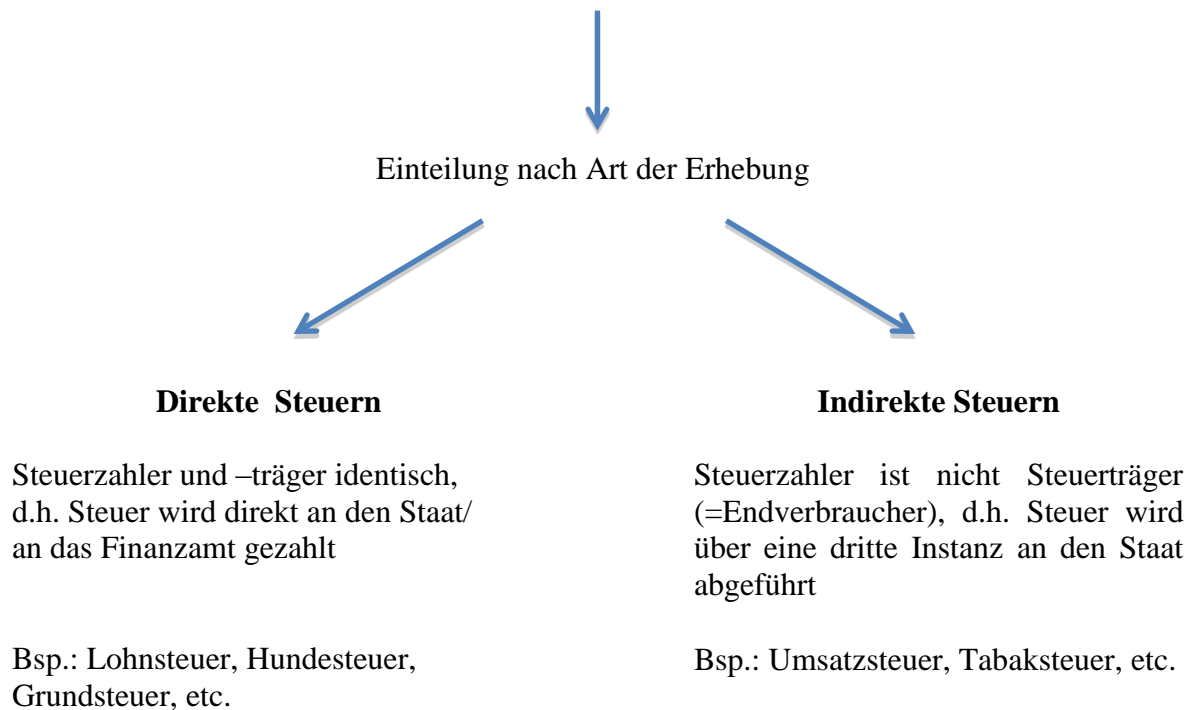 Einteilung nach Art der Erhebung
Direkte Steuern
Steuerzahler und –träger identisch,
d.h. Steuer wird direkt an den Staat/
an das Finanzamt gezahlt
Bsp.: Lohnsteuer, Hundesteuer,
Grundsteuer, etc.
Indirekte Steuern
Steuerzahler ist nicht Steuerträger
(=Endverbraucher), d.h. Steuer wird
über eine dritte Instanz an den Staat
abgeführt
Bsp.: Umsatzsteuer, Tabaksteuer, etc.